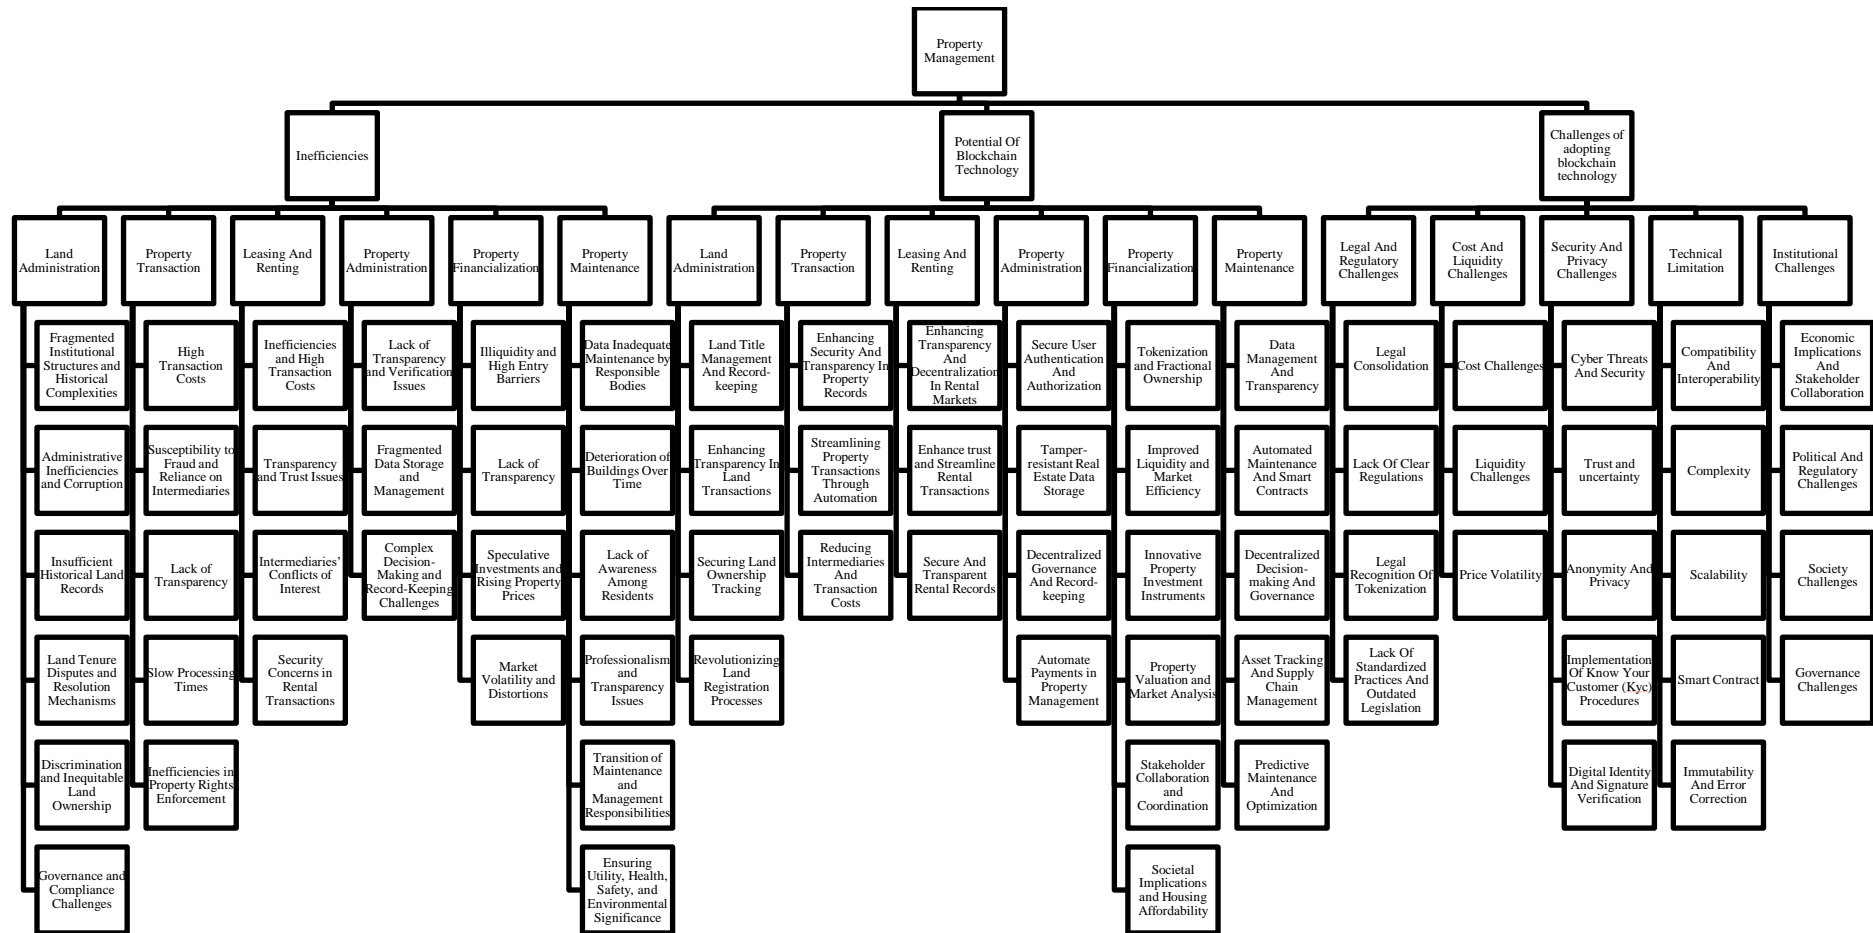 Property
Management
Inefficiencies
Potential Of
Blockchain
Technology
Challenges of
adopting
blockchain
technology
Land
Administration
Property
Transaction
Leasing And
Renting
Property
Administration
Property
Financialization
Property
Maintenance
Land
Administration
Property
Transaction
Leasing And
Renting
Property
Administration
Property
Financialization
Property
Maintenance
Legal And
Regulatory
Challenges
Cost And
Liquidity
Challenges
Security And
Privacy
Challenges
Technical
Limitation
Institutional
Challenges
Fragmented
Institutional
Structures and
Historical
Complexities
High
Transaction
Costs
Inefficiencies
and High
Transaction
Costs
Lack of
Transparency
and Verification
Issues
Illiquidity and
High Entry
Barriers
Data Inadequate
Maintenance by
Responsible
Bodies
Land Title
Management
And Record-
keeping
Enhancing
Security And
Transparency In
Property
Records
Enhancing
Transparency
And
Decentralization
In Rental
Markets
Secure User
Authentication
And
Authorization
Tokenization
and Fractional
Ownership
Data
Management
And
Transparency
Legal
Consolidation
Cost Challenges
Cyber Threats
And Security
Compatibility
And
Interoperability
Economic
Implications
And
Stakeholder
Collaboration
Administrative
Inefficiencies
and Corruption
Susceptibility to
Fraud and
Reliance on
Intermediaries
Transparency
and Trust Issues
Fragmented
Data Storage
and
Management
Lack of
Transparency
Deterioration of
Buildings Over
Time
Enhancing
Transparency In
Land
Transactions
Streamlining
Property
Transactions
Through
Automation
Enhance trust
and Streamline
Rental
Transactions
Tamper-
resistant Real
Estate Data
Storage
Improved
Liquidity and
Market
Efficiency
Automated
Maintenance
And Smart
Contracts
Lack Of Clear
Regulations
Liquidity
Challenges
Trust and
uncertainty
Complexity
Political And
Regulatory
Challenges
Insufficient
Historical Land
Records
Lack of
Transparency
Intermediaries’
Conflicts of
Interest
Complex
Decision-
Making and
Record-Keeping
Challenges
Speculative
Investments and
Rising Property
Prices
Lack of
Awareness
Among
Residents
Securing Land
Ownership
Tracking
Reducing
Intermediaries
And
Transaction
Costs
Secure And
Transparent
Rental Records
Decentralized
Governance
And Record-
keeping
Innovative
Property
Investment
Instruments
Decentralized
Decision-
making And
Governance
Legal
Recognition Of
Tokenization
Price Volatility
Anonymity And
Privacy
Scalability
Society
Challenges
Land Tenure
Disputes and
Resolution
Mechanisms
Slow Processing
Times
Security
Concerns in
Rental
Transactions
Market
Volatility and
Distortions
Professionalism
and
Transparency
Issues
Revolutionizing
Land
Registration
Processes
Automate
Payments in
Property
Management
Property
Valuation and
Market Analysis
Asset Tracking
And Supply
Chain
Management
Lack Of
Standardized
Practices And
Outdated
Legislation
Implementation
Of Know Your
Customer (Kyc)
Procedures
Smart Contract
Governance
Challenges
Discrimination
and Inequitable
Land
Ownership
Inefficiencies in
Property Rights
Enforcement
Transition of
Maintenance
and
Management
Responsibilities
Stakeholder
Collaboration
and
Coordination
Predictive
Maintenance
And
Optimization
Digital Identity
And Signature
Verification
Immutability
And Error
Correction
Governance and
Compliance
Challenges
Ensuring
Utility, Health,
Safety, and
Environmental
Significance
Societal
Implications
and Housing
Affordability